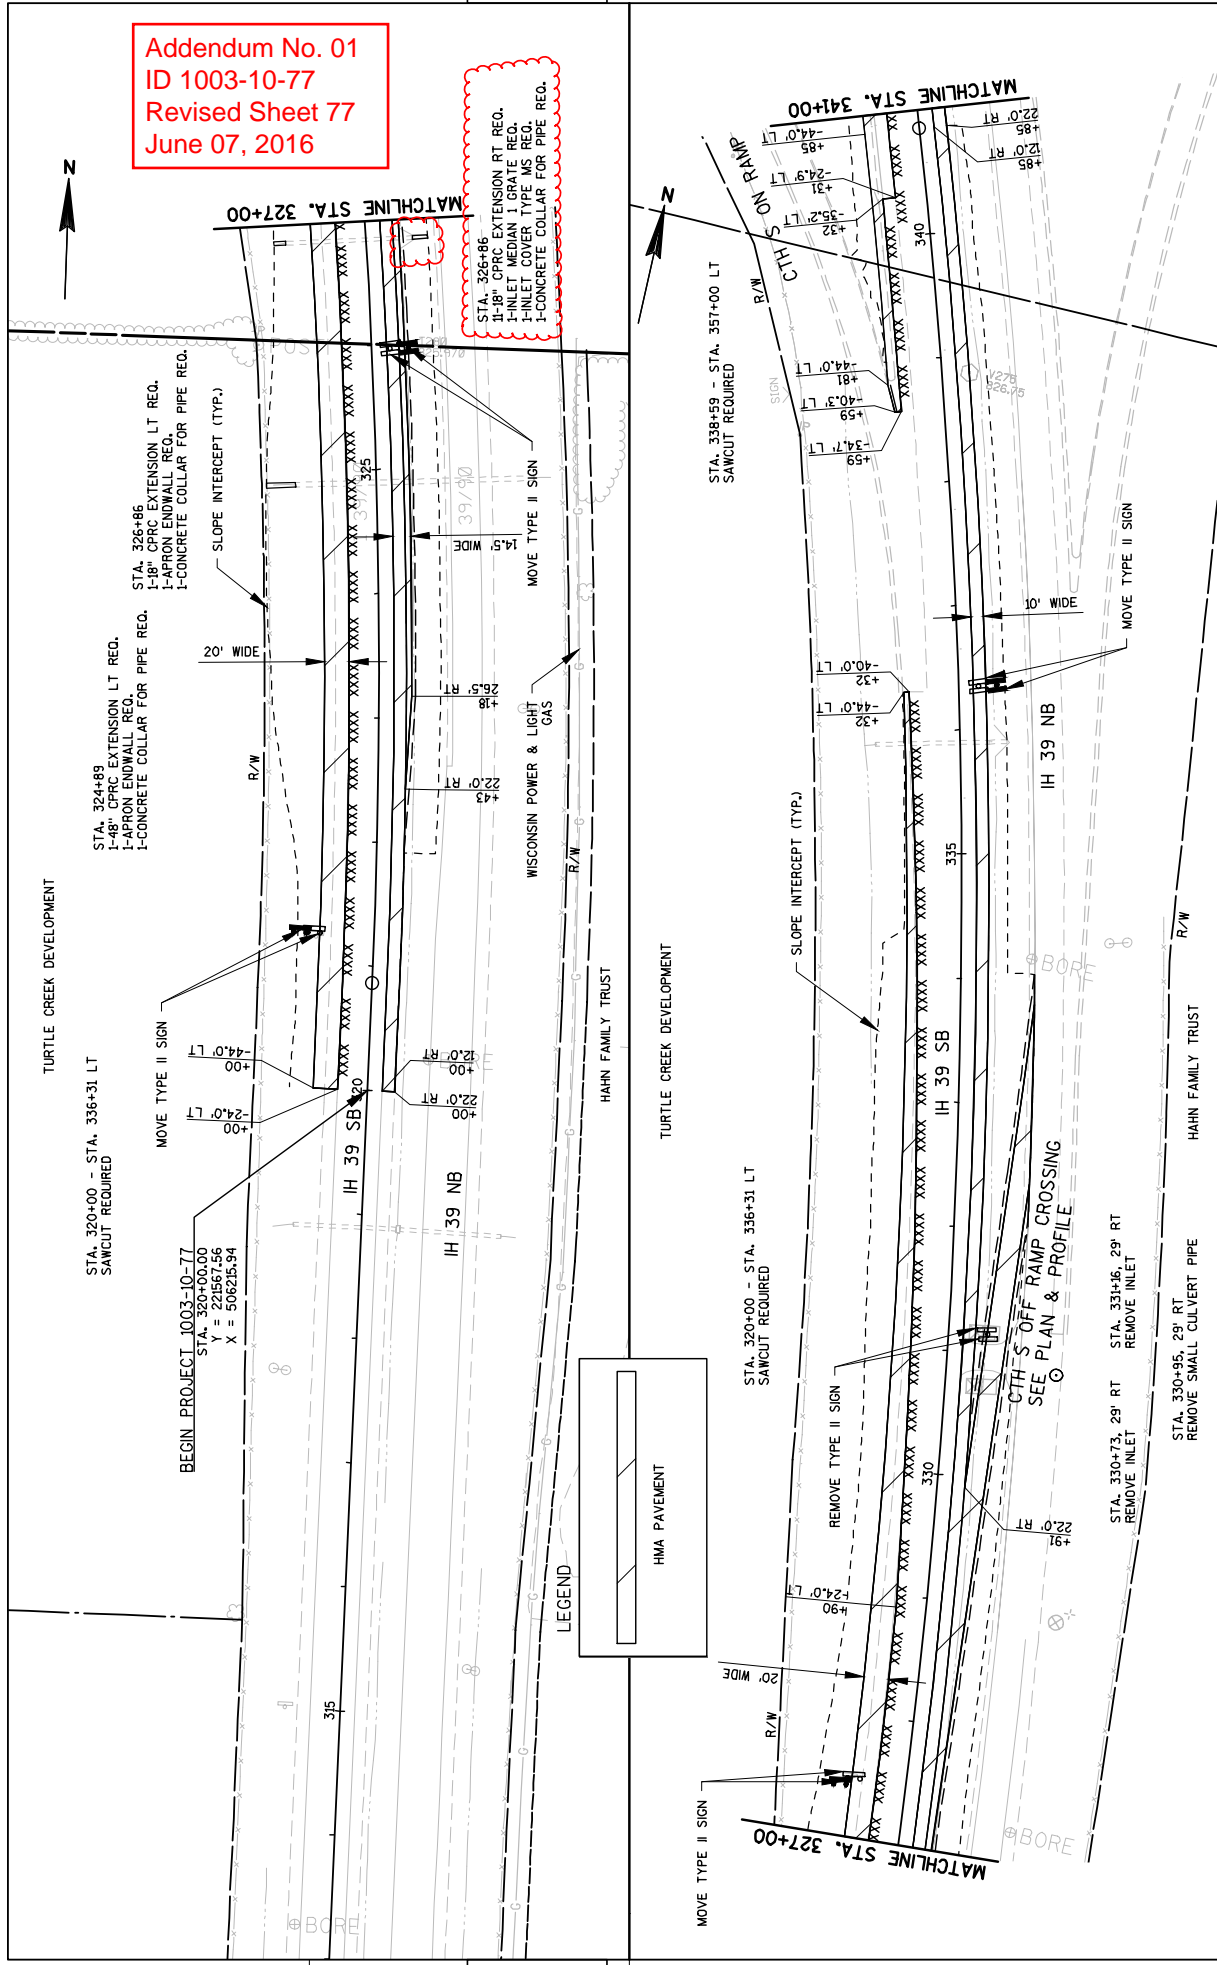 Addendum No. 01
ID 1003-10-77
Revised Sheet 77
June 07, 2016
N
MATCHLINE STA. 327+00
STA. 326+86
11-18" CPRC EXTENSION RT REQ.
1-INLET MEDIAN 1 GRATE REQ.
1-INLET COVER TYPE MS REQ.
1-CONCRETE COLLAR FOR PIPE REQ.
STA. 326+86
1-18" CPRC EXTENSION LT REQ.
1-APRON ENDWALL REQ.
1-CONCRETE COLLAR FOR PIPE REQ.
STA. 324+89
1-48" CPRC EXTENSION LT REQ.
1-APRON ENDWALL REQ.
1-CONCRETE COLLAR FOR PIPE REQ.
SLOPE INTERCEPT (TYP.)
325
39/90
14.5' WIDE
MOVE TYPE II SIGN
20' WIDE
+18
26.5' RT
+43
22.0' RT
WISCONSIN POWER & LIGHT
GAS
R/W
R/W
TURTLE CREEK DEVELOPMENT
MOVE TYPE II SIGN
+00
-44.0' LT
+00
-24.0' LT
+00
12.0' RT
+00
22.0' RT
BORE
HAHN FAMILY TRUST
STA. 320+00 - STA. 336+31 LT
SAWCUT REQUIRED
320
IH 39 SB
IH 39 NB
BEGIN PROJECT 1003-10-77
STA. 320+00.00
Y = 221567.56
X = 506215.94
315
BORE
LEGEND
HMA PAVEMENT
MATCHLINE STA. 341+00
N
CTH S ON RAMP
R/W
+85
-44.0' LT
+31
-24.9' LT
+32
-35.2' LT
+85
22.0' RT
+85
12.0' RT
340
STA. 338+59 - STA. 357+00 LT
SAWCUT REQUIRED
SIGN
+81
-44.0' LT
+59
-40.3' LT
+59
-34.7' LT
V276
826.75
10' WIDE
MOVE TYPE II SIGN
+32
-40.0' LT
+32
-44.0' LT
IH 39 NB
SLOPE INTERCEPT (TYP.)
335
BORE
R/W
TURTLE CREEK DEVELOPMENT
IH 39 SB
HAHN FAMILY TRUST
STA. 320+00 - STA. 336+31 LT
SAWCUT REQUIRED
CTH S OFF RAMP CROSSING
SEE PLAN & PROFILE
STA. 331+16, 29' RT
REMOVE INLET
STA. 330+95, 29' RT
REMOVE SMALL CULVERT PIPE
STA. 330+73, 29' RT
REMOVE INLET
REMOVE TYPE II SIGN
330
+91
22.0' RT
+90
-24.0' LT
20' WIDE
R/W
MOVE TYPE II SIGN
BORE
MATCHLINE STA. 327+00